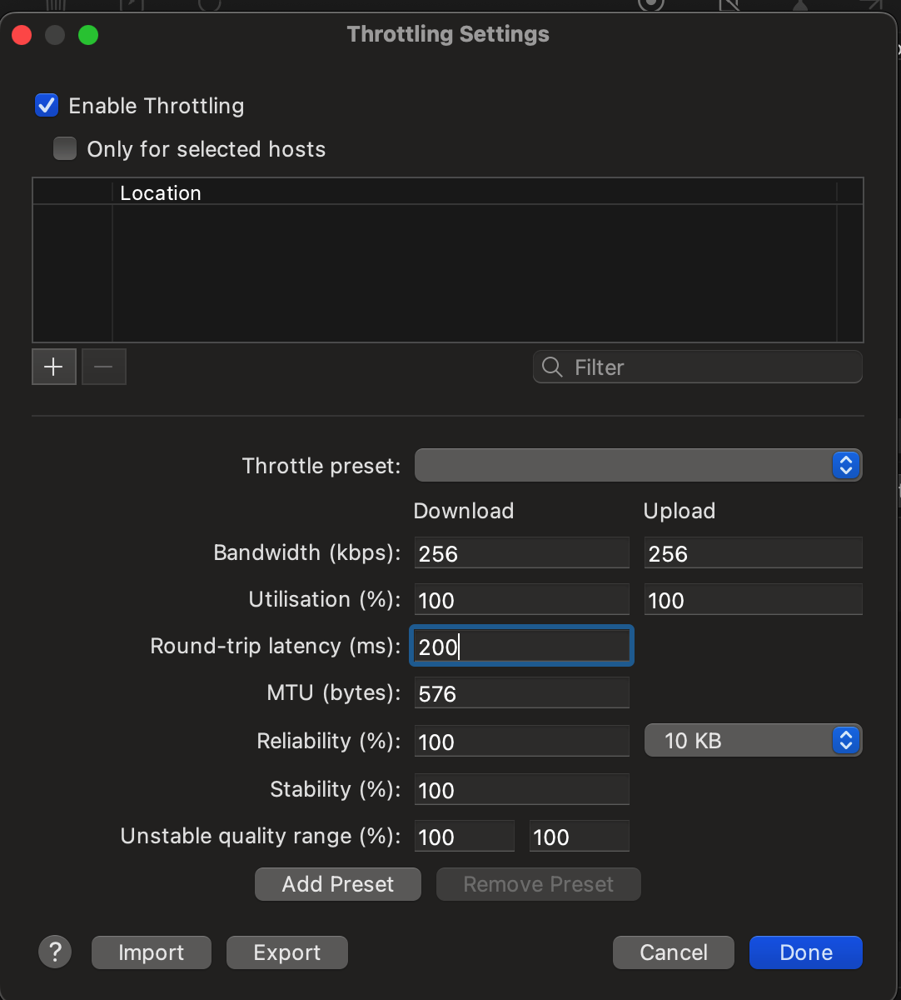 Throttling Settings
Enable Throttling
Only for selected hosts
Location
Filter
Throttle preset:
Download Upload
Bandwidth (kbps): 256 256
Utilisation (%): 100 100
Round-trip latency (ms): 200
MTU (bytes): 576
Reliability (%): 100 10 KB
Stability (%): 100
Unstable quality range (%): 100 100
Add Preset Remove Preset
? Import Export Cancel Done